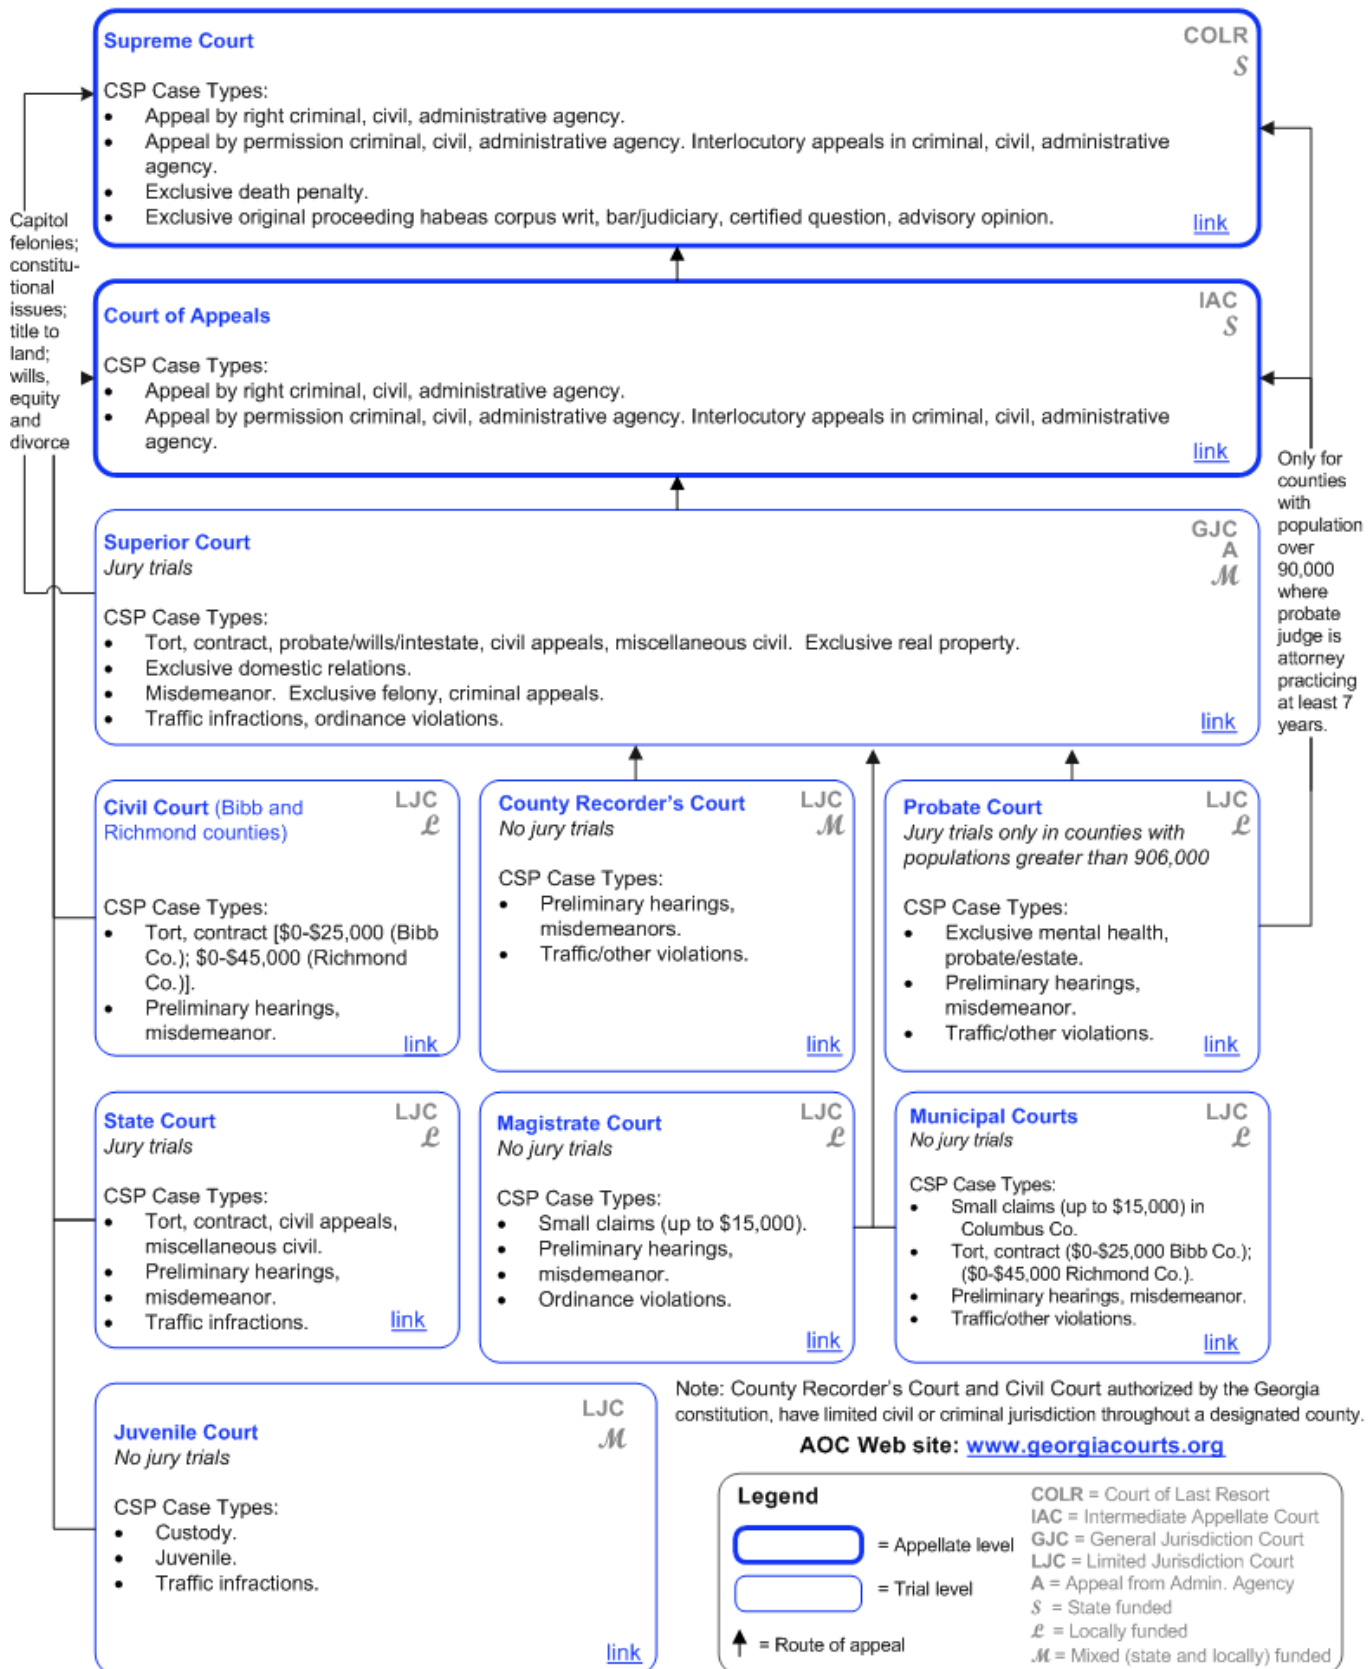 Supreme Court
COLR
S
CSP Case Types:
• Appeal by right criminal, civil, administrative agency.
• Appeal by permission criminal, civil, administrative agency. Interlocutory appeals in criminal, civil, administrative
agency.
• Exclusive death penalty.
• Exclusive original proceeding habeas corpus writ, bar/judiciary, certified question, advisory opinion.
link
Capitol
felonies;
constitu-
tional
issues;
title to
land;
wills,
equity
and
divorce
Court of Appeals
IAC
S
CSP Case Types:
• Appeal by right criminal, civil, administrative agency.
• Appeal by permission criminal, civil, administrative agency. Interlocutory appeals in criminal, civil, administrative
agency.
link
Only for
counties
with
population
over
90,000
where
probate
judge is
attorney
practicing
at least 7
years.
Superior Court
Jury trials
GJC
A
M
CSP Case Types:
• Tort, contract, probate/wills/intestate, civil appeals, miscellaneous civil. Exclusive real property.
• Exclusive domestic relations.
• Misdemeanor. Exclusive felony, criminal appeals.
• Traffic infractions, ordinance violations.
link
Civil Court (Bibb and
Richmond counties)
LJC
L
CSP Case Types:
• Tort, contract [$0-$25,000 (Bibb
Co.); $0-$45,000 (Richmond
Co.)].
• Preliminary hearings,
misdemeanor.
link
County Recorder's Court
No jury trials
LJC
M
CSP Case Types:
• Preliminary hearings,
misdemeanors.
• Traffic/other violations.
link
Probate Court
Jury trials only in counties with
populations greater than 906,000
LJC
L
CSP Case Types:
• Exclusive mental health,
probate/estate.
• Preliminary hearings,
misdemeanor.
• Traffic/other violations.
link
State Court
Jury trials
LJC
L
CSP Case Types:
• Tort, contract, civil appeals,
miscellaneous civil.
• Preliminary hearings,
• misdemeanor.
• Traffic infractions.
link
Magistrate Court
No jury trials
LJC
L
CSP Case Types:
• Small claims (up to $15,000).
• Preliminary hearings,
• misdemeanor.
• Ordinance violations.
link
Municipal Courts
No jury trials
LJC
L
CSP Case Types:
• Small claims (up to $15,000) in
Columbus Co.
• Tort, contract ($0-$25,000 Bibb Co.);
($0-$45,000 Richmond Co.).
• Preliminary hearings, misdemeanor.
• Traffic/other violations.
link
Juvenile Court
No jury trials
LJC
M
CSP Case Types:
• Custody.
• Juvenile.
• Traffic infractions.
link
Note: County Recorder's Court and Civil Court authorized by the Georgia
constitution, have limited civil or criminal jurisdiction throughout a designated county.
AOC Web site: www.georgiacourts.org
Legend
= Appellate level
= Trial level
= Route of appeal
COLR = Court of Last Resort
IAC = Intermediate Appellate Court
GJC = General Jurisdiction Court
LJC = Limited Jurisdiction Court
A = Appeal from Admin. Agency
S = State funded
L = Locally funded
M = Mixed (state and locally) funded